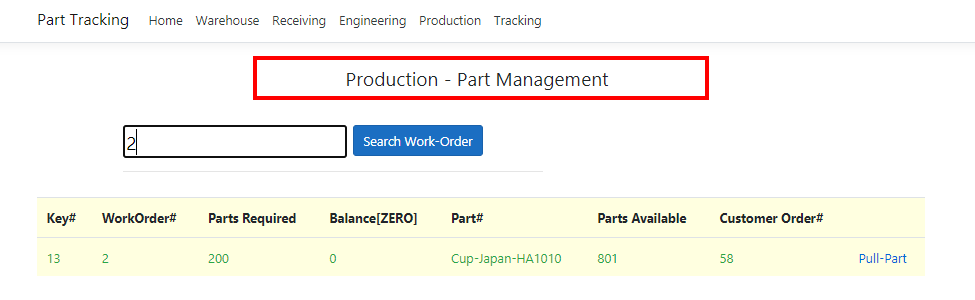 Part Tracking Home Warehouse Receiving Engineering Production Tracking
Production - Part Management
2 Search Work-Order
Key# WorkOrder# Parts Required Balance[ZERO] Part# Parts Available Customer Order#
13 2 200 0 Cup-Japan-HA1010 801 58 Pull-Part